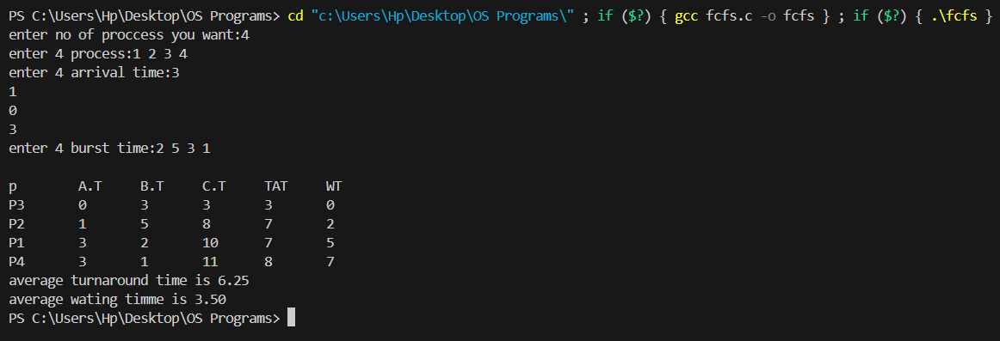 PS C:\Users\Hp\Desktop\OS Programs> cd "c:\Users\Hp\Desktop\OS Programs\" ; if ($?) { gcc fcfs.c -o fcfs } ; if ($?) { .\fcfs }
enter no of proccess you want:4
enter 4 process:1 2 3 4
enter 4 arrival time:3
1
0
3
enter 4 burst time:2 5 3 1
p A.T B.T C.T TAT WT
P3 0 3 3 3 0
P2 1 5 8 7 2
P1 3 2 10 7 5
P4 3 1 11 8 7
average turnaround time is 6.25
average wating timme is 3.50
PS C:\Users\Hp\Desktop\OS Programs>